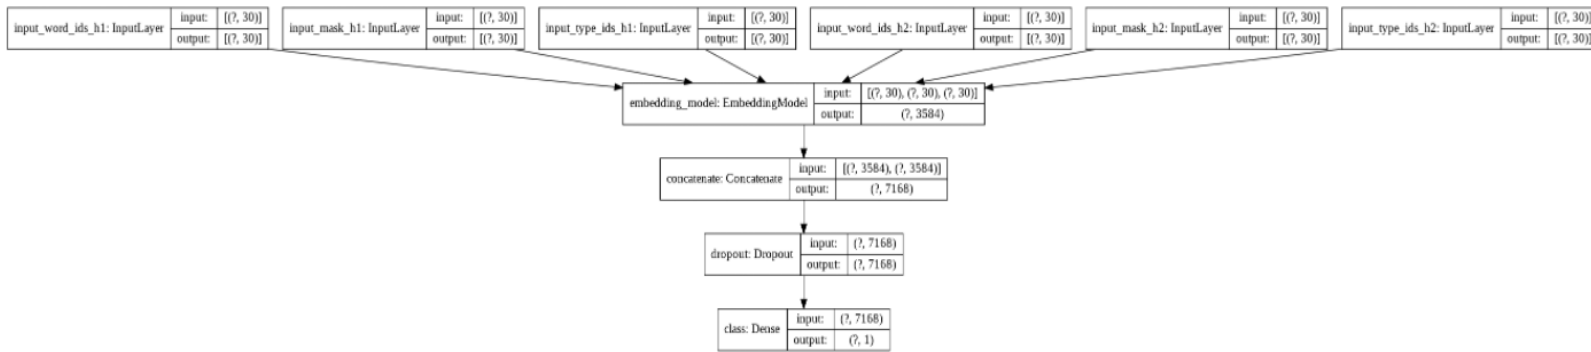 input_word_ids_h1: InputLayer input: [(?, 30)] output: [(?, 30)]
input_mask_h1: InputLayer input: [(?, 30)] output: [(?, 30)]
input_type_ids_h1: InputLayer input: [(?, 30)] output: [(?, 30)]
input_word_ids_h2: InputLayer input: [(?, 30)] output: [(?, 30)]
input_mask_h2: InputLayer input: [(?, 30)] output: [(?, 30)]
input_type_ids_h2: InputLayer input: [(?, 30)] output: [(?, 30)]
embedding_model: EmbeddingModel input: [(?, 30), (?, 30), (?, 30)] output: (?, 3584)
concatenate: Concatenate input: [(?, 3584), (?, 3584)] output: (?, 7168)
dropout: Dropout input: (?, 7168) output: (?, 7168)
class: Dense input: (?, 7168) output: (?, 1)